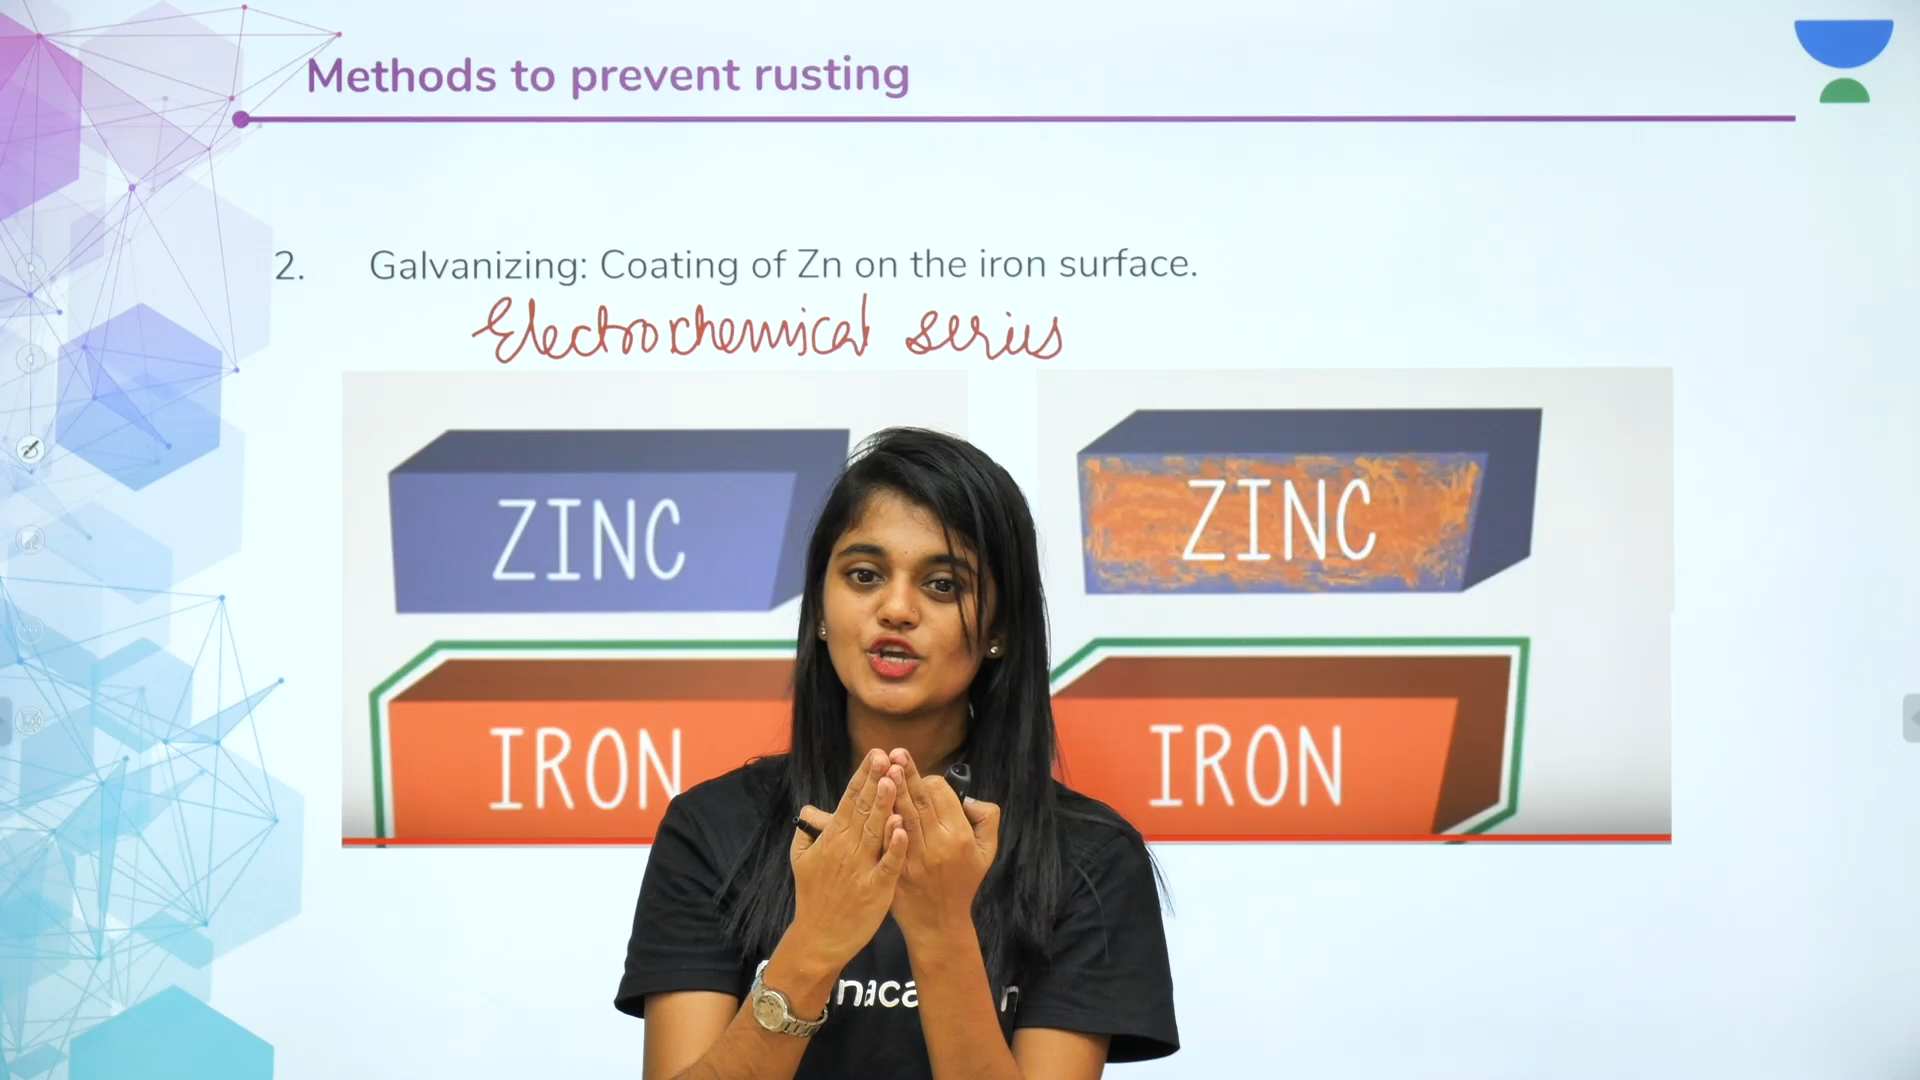 Methods to prevent rusting
2. Galvanizing: Coating of Zn on the iron surface.
Electrochemical series
ZINC
ZINC
IRON
IRON